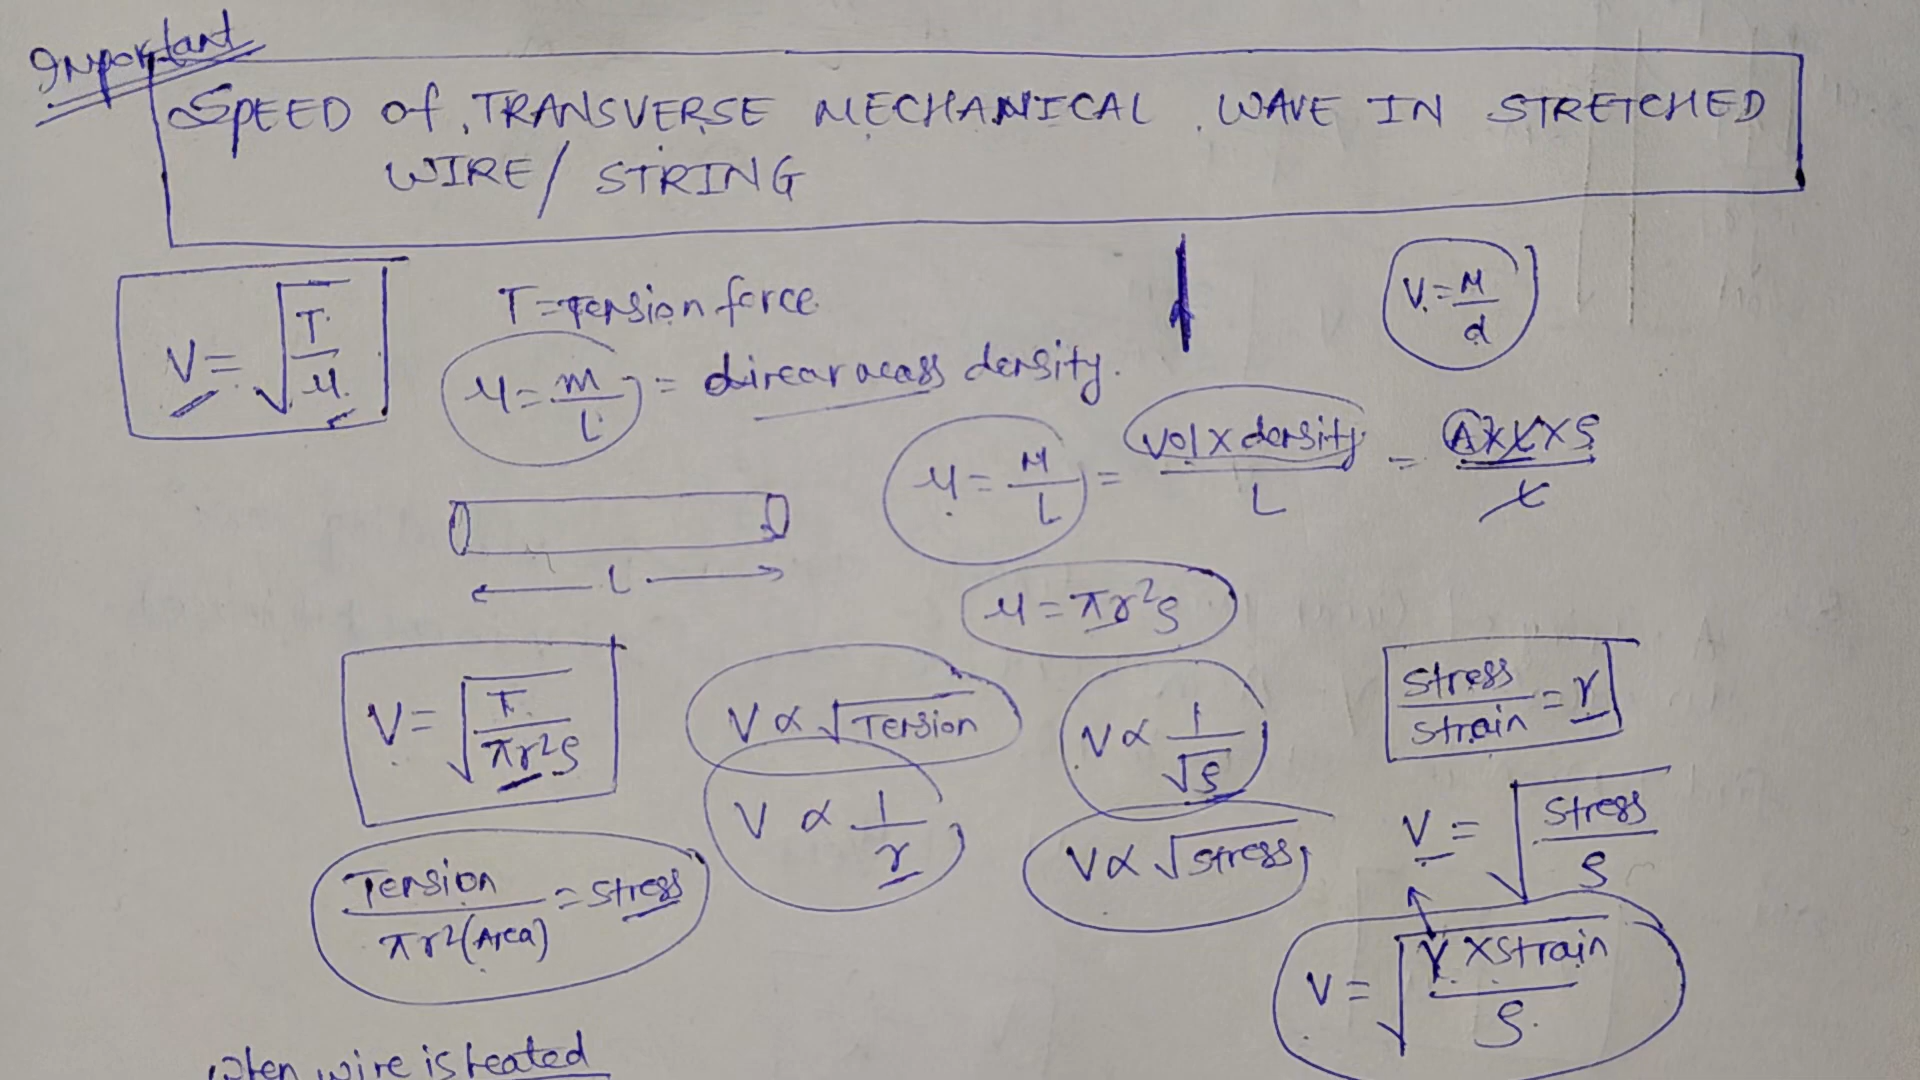 Important
SPEED of TRANSVERSE MECHANICAL WAVE IN STRETCHED
WIRE/ STRING
V = √(T/μ)
T = Tension force
V = M/d
μ = m/L = Linear mass density.
μ = M/L = Vol x density/L = A x L x ρ/L
L
μ = πr²ρ
V = √(T/πr²ρ)
V ∝ √Tension
V ∝ 1/√ρ
Stress/Strain = Y
V ∝ 1/r
V ∝ √stress
V = √(Stress/ρ)
Tension/πr²(Area) = stress
V = √(Y x strain/ρ)
When wire is heated